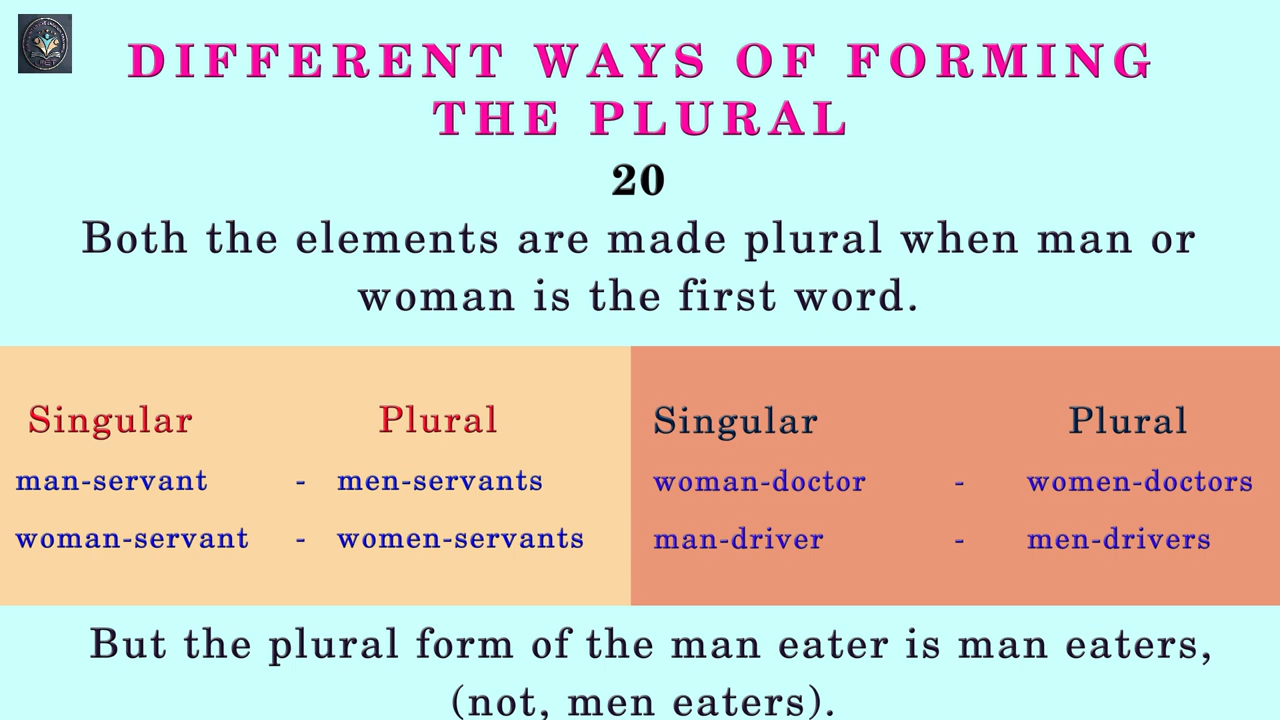 DIFFERENT WAYS OF FORMING
THE PLURAL
20
Both the elements are made plural when man or
woman is the first word.
Singular Plural
man-servant - men-servants
woman-servant - women-servants
Singular Plural
woman-doctor - women-doctors
man-driver - men-drivers
But the plural form of the man eater is man eaters,
(not, men eaters).